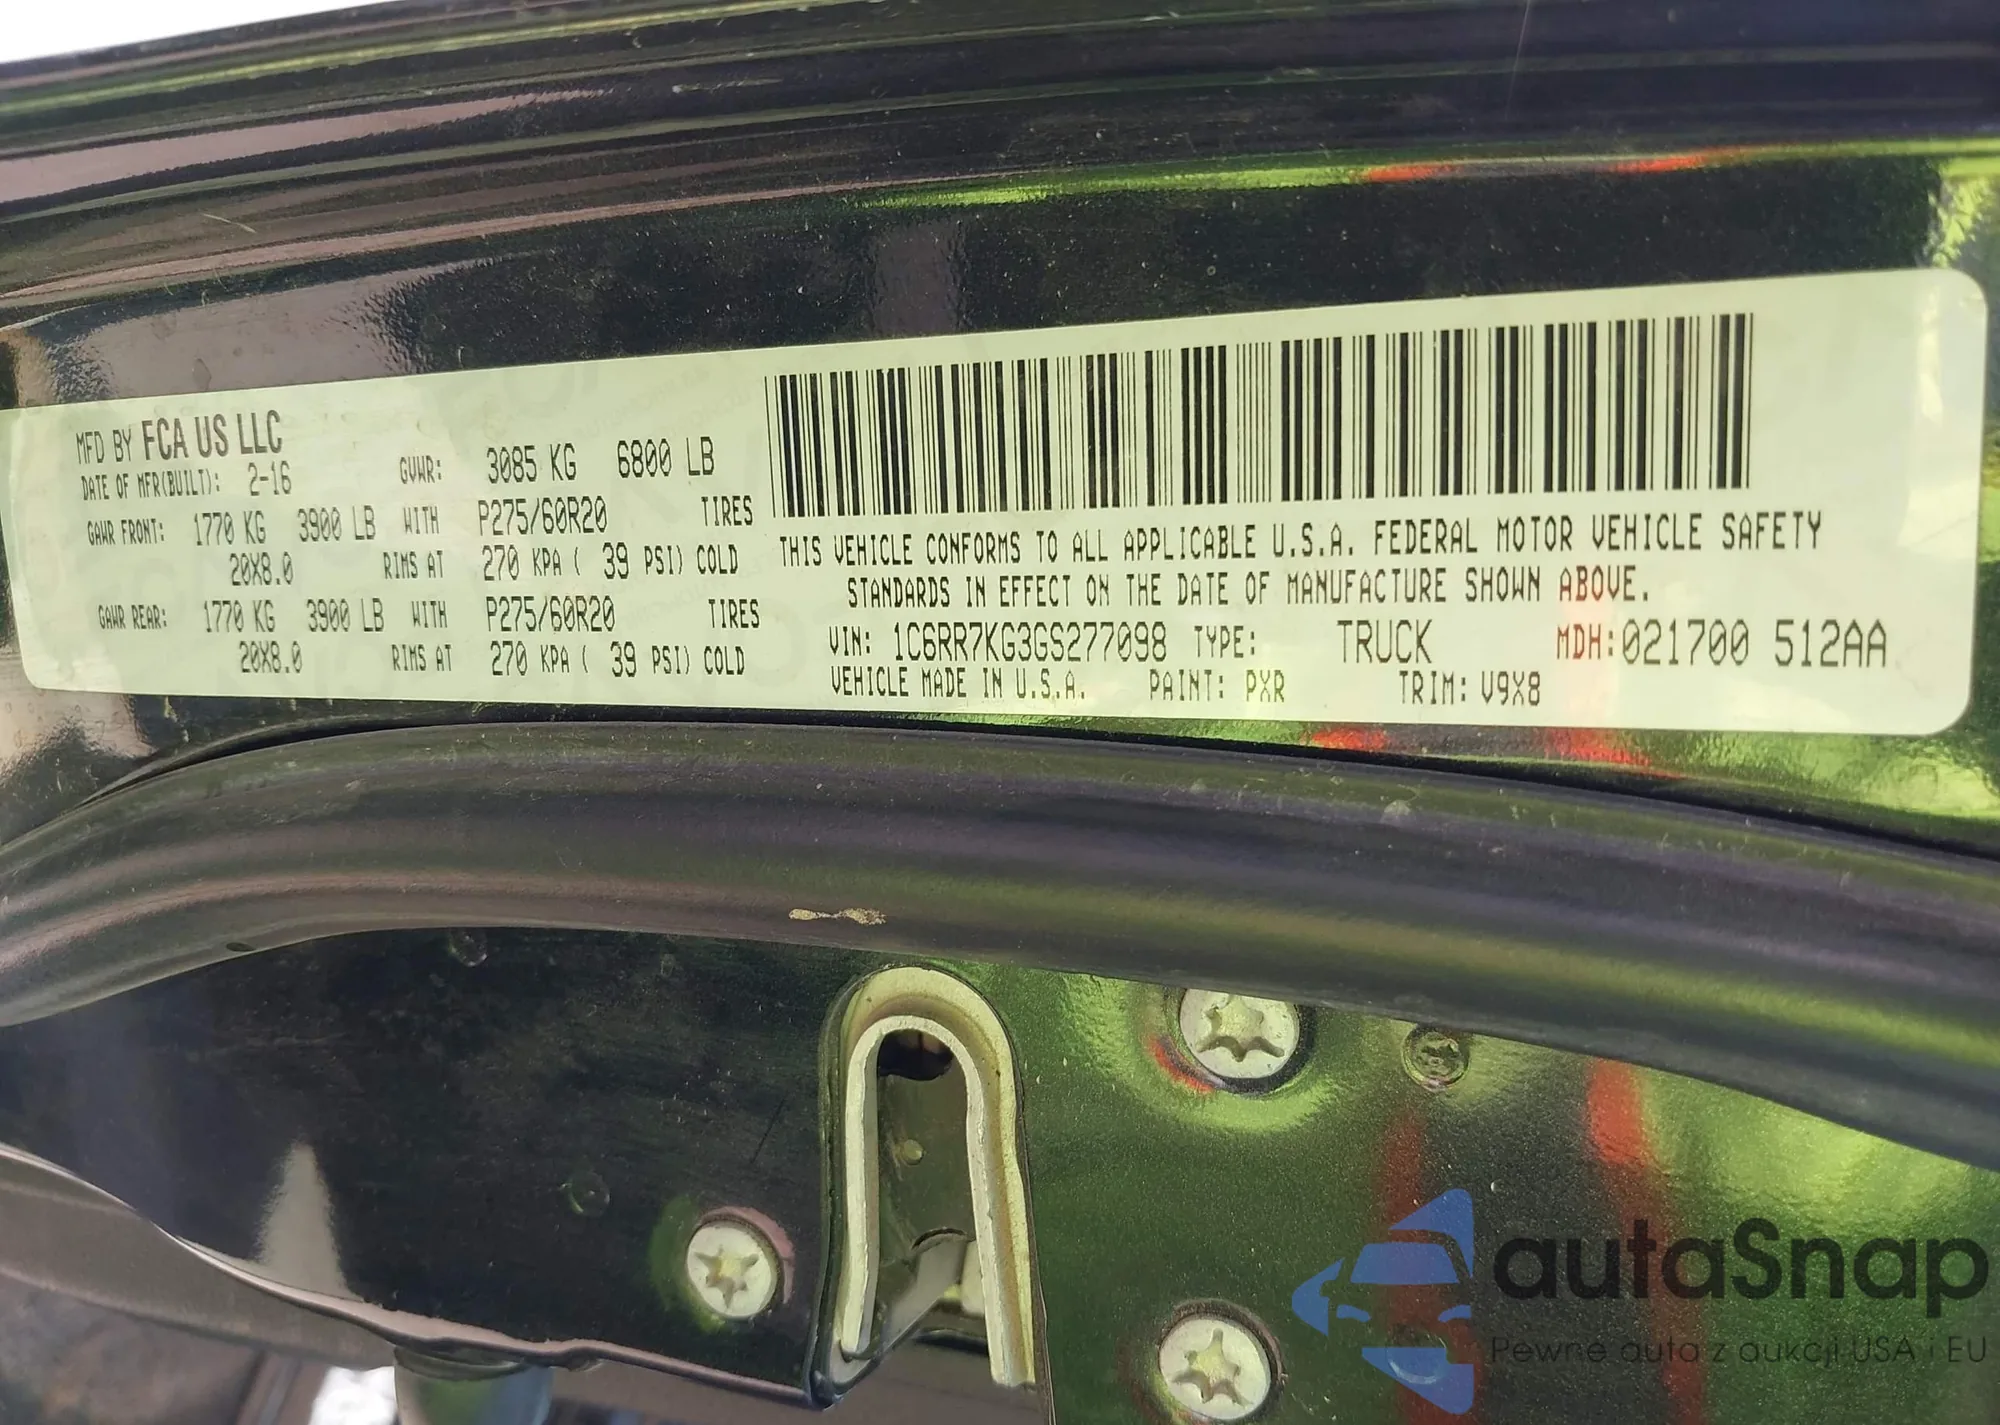 MFD BY FCA US LLC
DATE OF MFR(BUILT): 2-16 GVWR: 3085 KG 6800 LB
GAWR FRONT: 1770 KG 3900 LB WITH P275/60R20 TIRES
20X8.0 RIMS AT 270 KPA ( 39 PSI) COLD
GAWR REAR: 1770 KG 3900 LB WITH P275/60R20 TIRES
20X8.0 RIMS AT 270 KPA ( 39 PSI) COLD
THIS VEHICLE CONFORMS TO ALL APPLICABLE U.S.A. FEDERAL MOTOR VEHICLE SAFETY
STANDARDS IN EFFECT ON THE DATE OF MANUFACTURE SHOWN ABOVE.
VIN: 1C6RR7KG3GS277098 TYPE: TRUCK MDH:021700 512AA
VEHICLE MADE IN U.S.A. PAINT: PXR TRIM: V9X8
autaSnap
Pewne auta z aukcji USA i EU